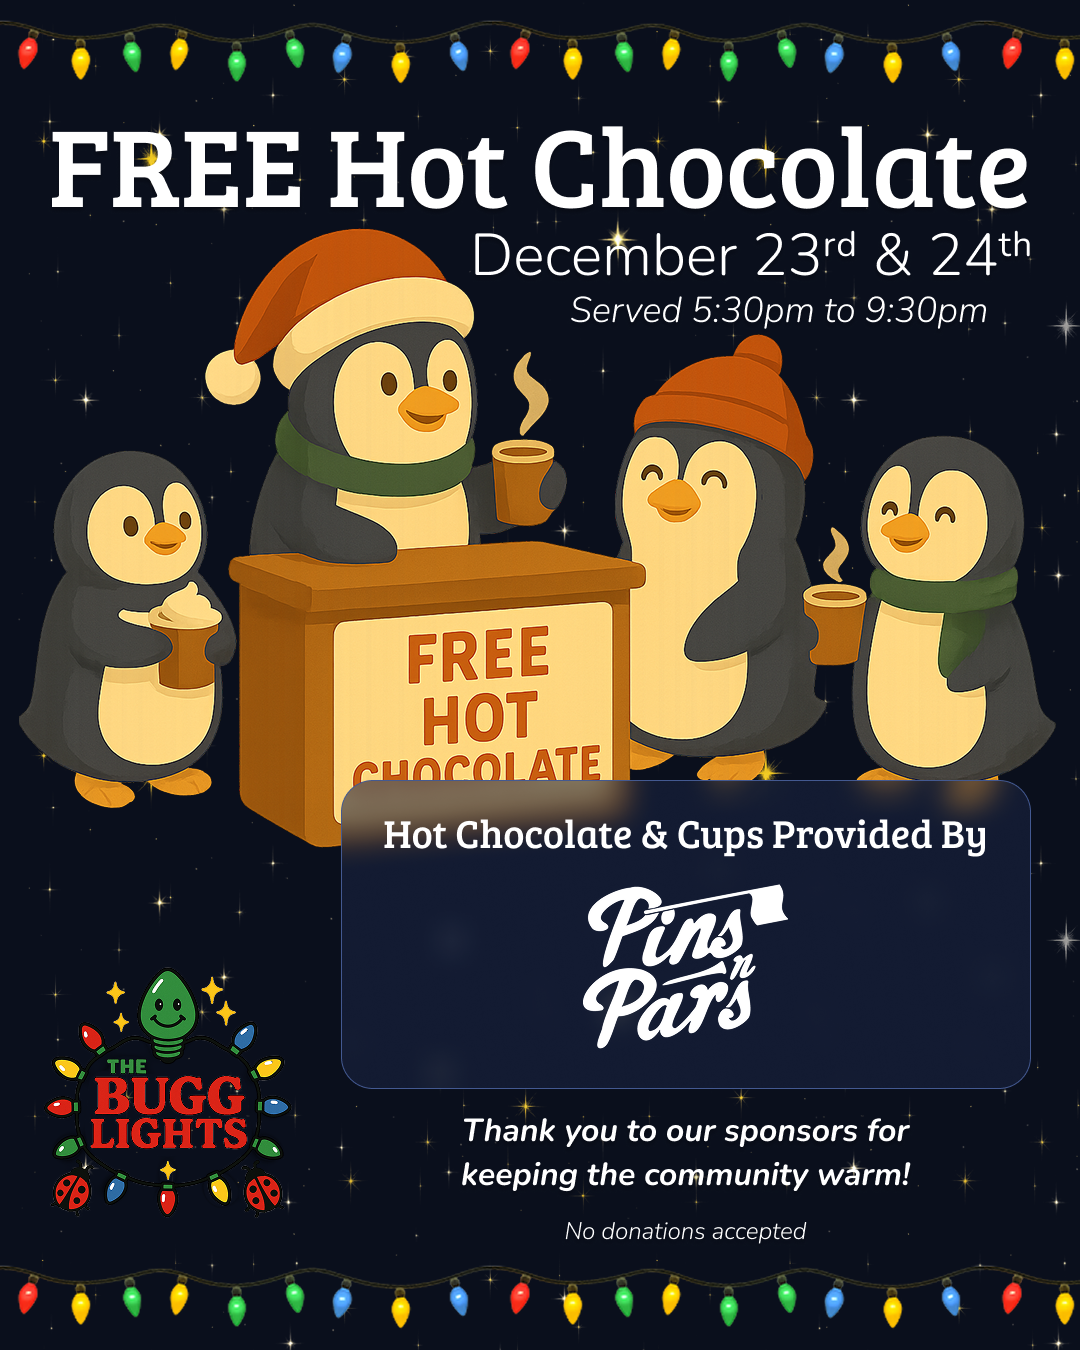 FREE Hot Chocolate
December 23rd & 24th
Served 5:30pm to 9:30pm
FREE
HOT
CHOCOLATE
Hot Chocolate & Cups Provided By
Pins
n
Pars
THE
BUGG
LIGHTS
Thank you to our sponsors for
keeping the community warm!
No donations accepted